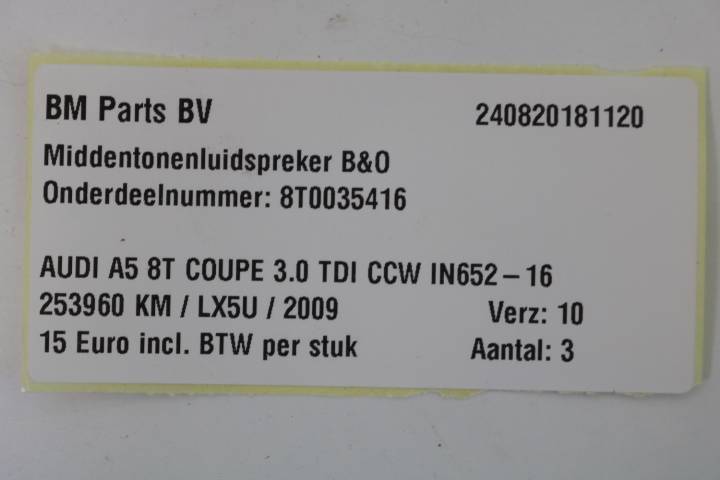 BM Parts BV 240820181120
Middentonenluidspreker B&O
Onderdeelnummer: 8T0035416
AUDI A5 8T COUPE 3.0 TDI CCW IN652-16
253960 KM / LX5U / 2009 Verz: 10
15 Euro incl. BTW per stuk Aantal: 3